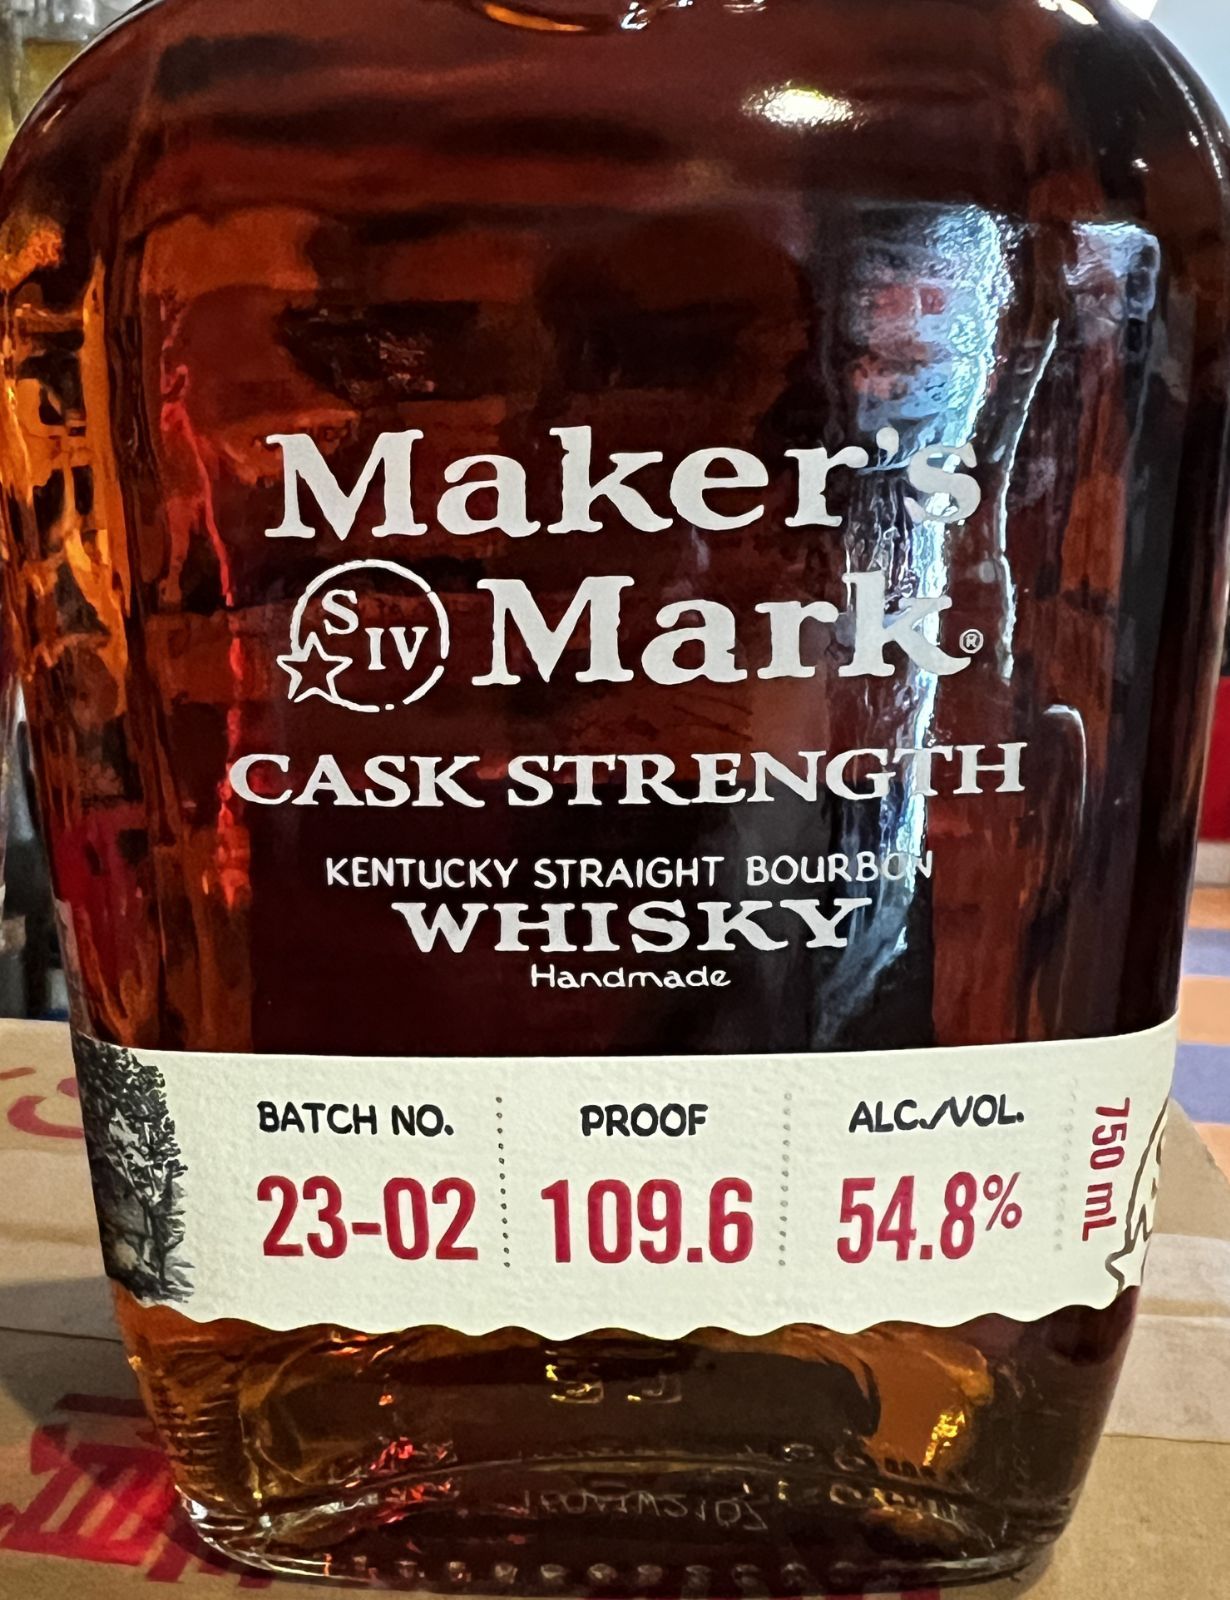 Maker's
S IV Mark®
CASK STRENGTH
KENTUCKY STRAIGHT BOURBON
WHISKY
Handmade
BATCH NO. PROOF ALC./VOL.
23-02 109.6 54.8%
750 mL